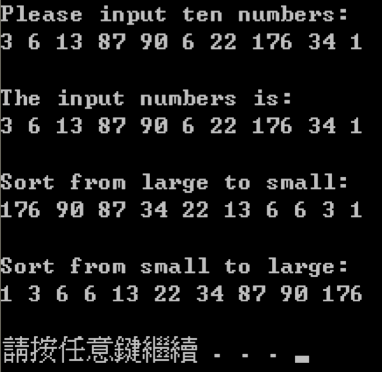 Please input ten numbers:
3 6 13 87 90 6 22 176 34 1
The input numbers is:
3 6 13 87 90 6 22 176 34 1
Sort from large to small:
176 90 87 34 22 13 6 6 3 1
Sort from small to large:
1 3 6 6 13 22 34 87 90 176
請按任意鍵繼續 . . . _